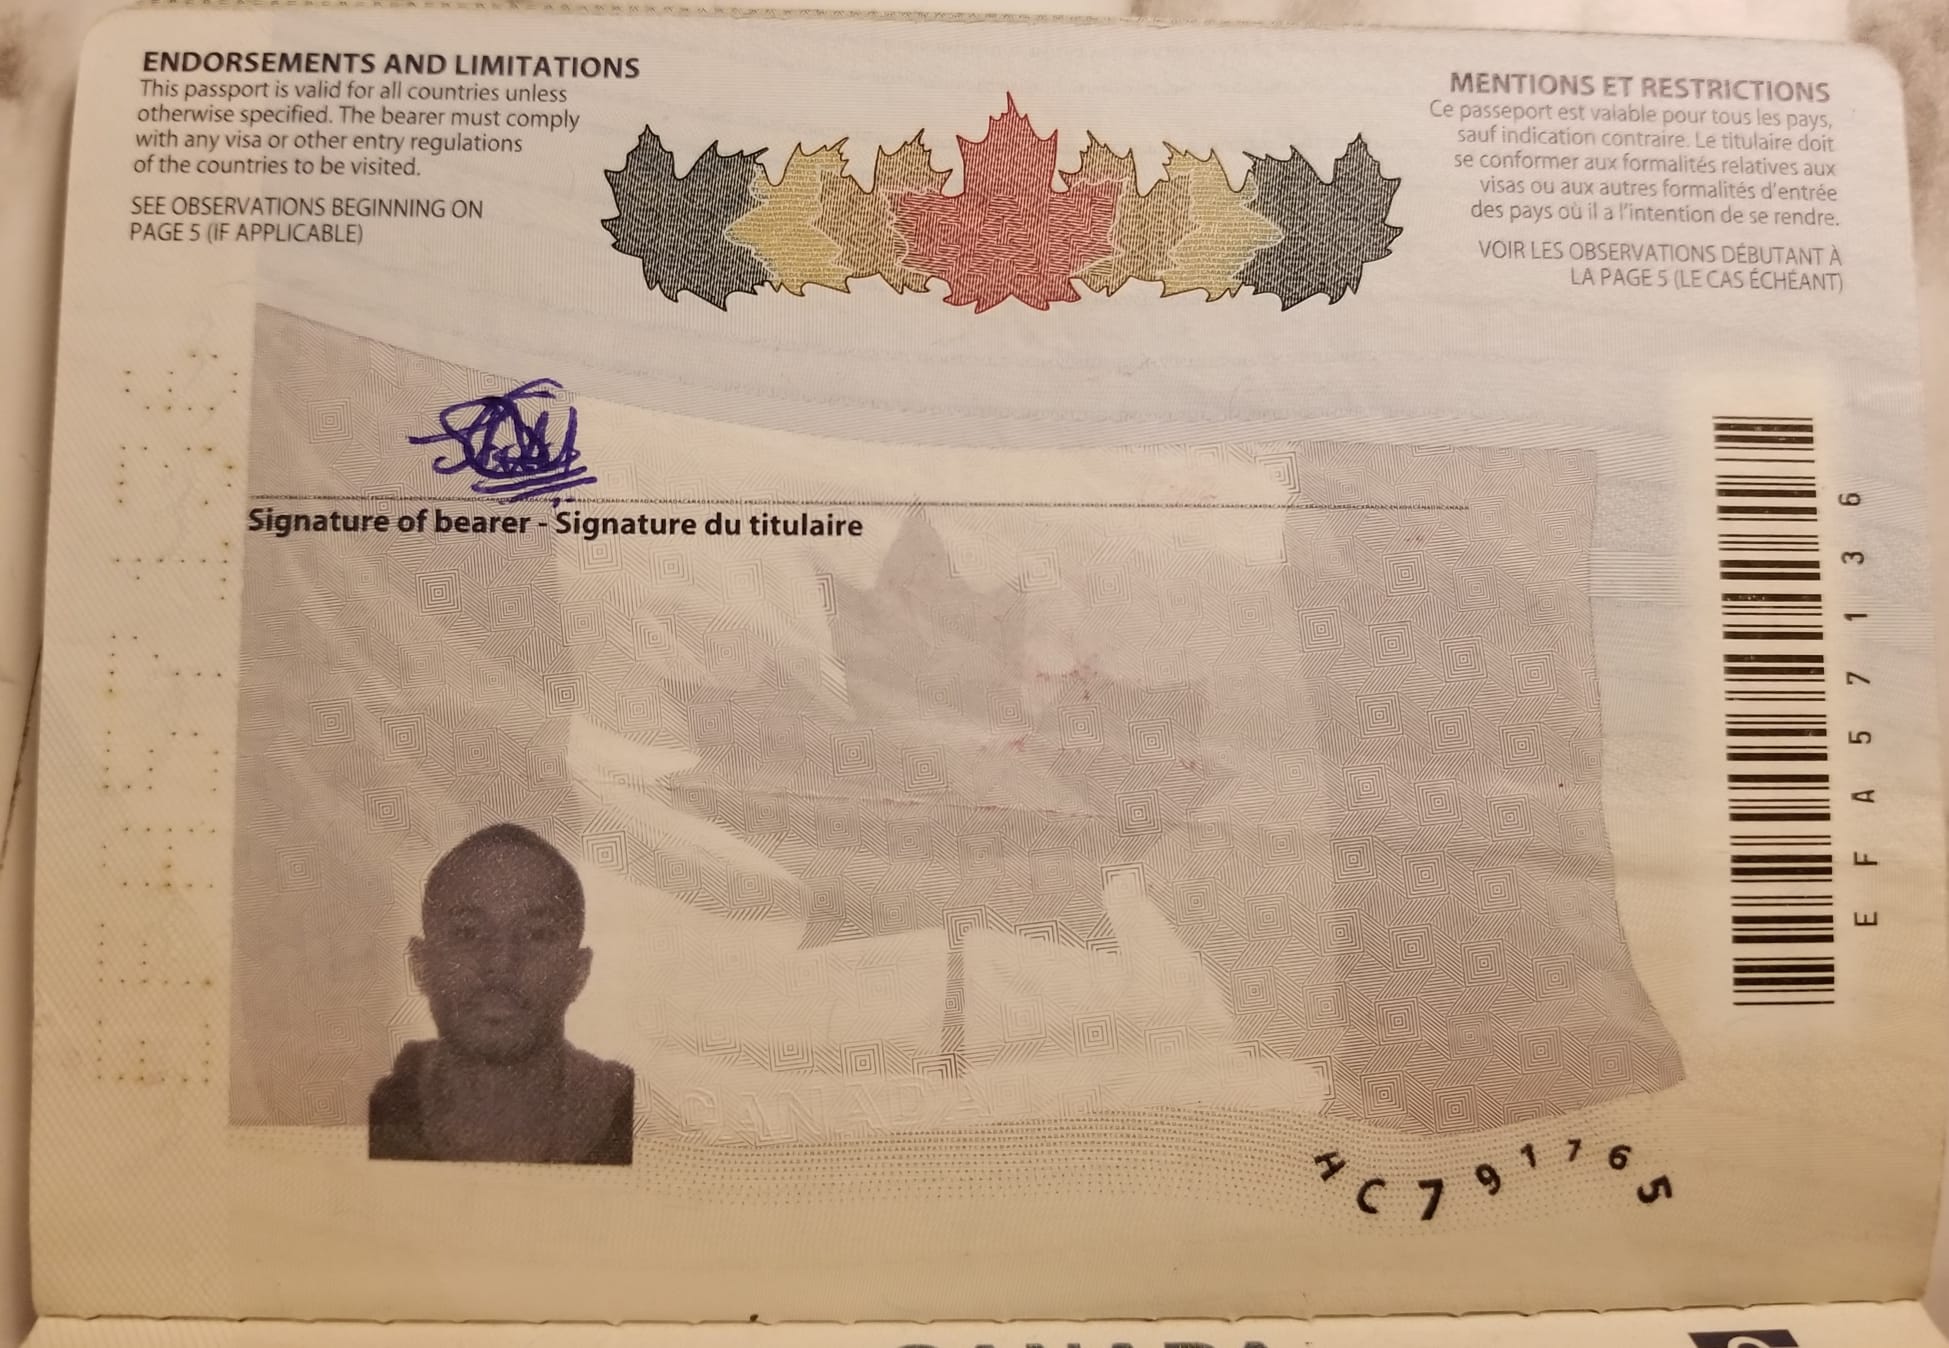 ENDORSEMENTS AND LIMITATIONS
This passport is valid for all countries unless
otherwise specified. The bearer must comply
with any visa or other entry regulations
of the countries to be visited.
SEE OBSERVATIONS BEGINNING ON
PAGE 5 (IF APPLICABLE)
MENTIONS ET RESTRICTIONS
Ce passeport est valable pour tous les pays,
sauf indication contraire. Le titulaire doit
se conformer aux formalités relatives aux
visas ou aux autres formalités d'entrée
des pays où il a l'intention de se rendre.
VOIR LES OBSERVATIONS DÉBUTANT À
LA PAGE 5 (LE CAS ÉCHÉANT)
Signature of bearer - Signature du titulaire
EFA57136
CANADA
HC791765
CANADA